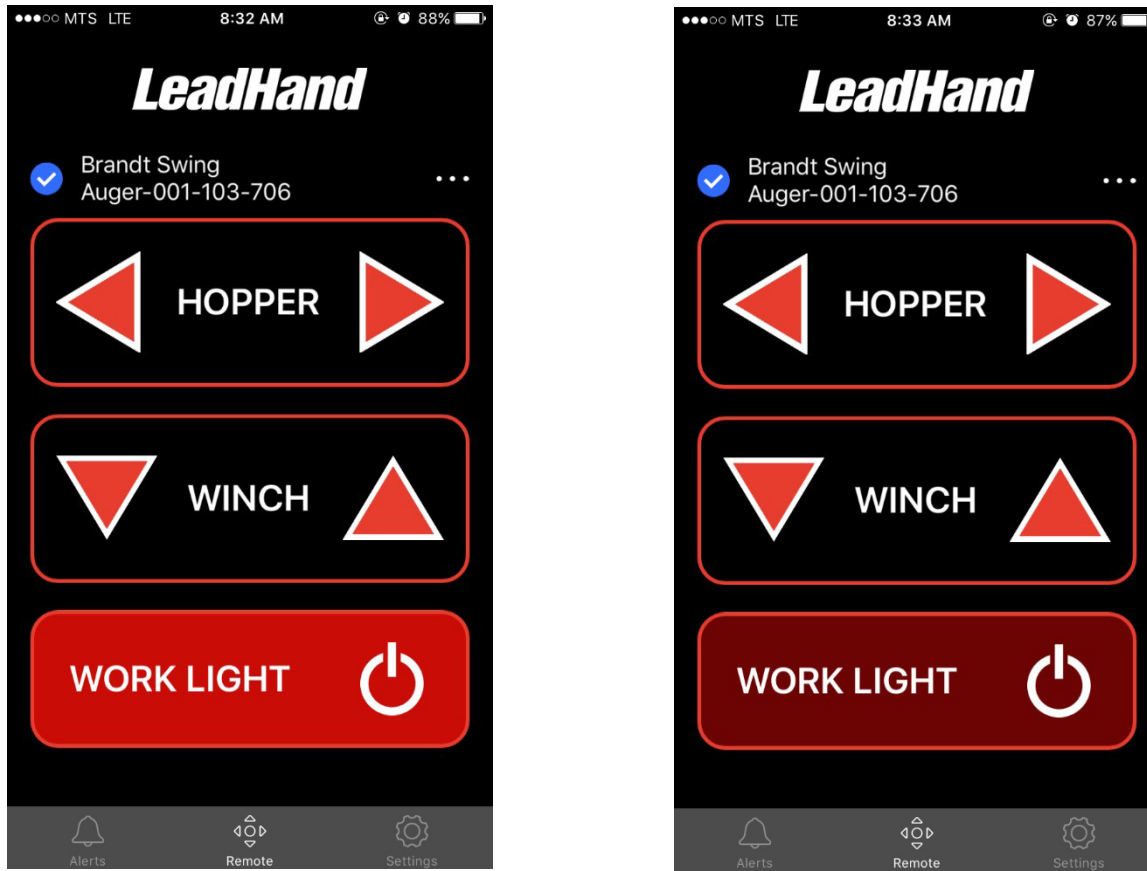 MTS LTE 8:32 AM 88%
LeadHand
Brandt Swing
Auger-001-103-706
HOPPER
WINCH
WORK LIGHT
Alerts Remote Settings
MTS LTE 8:33 AM 87%
LeadHand
Brandt Swing
Auger-001-103-706
HOPPER
WINCH
WORK LIGHT
Alerts Remote Settings